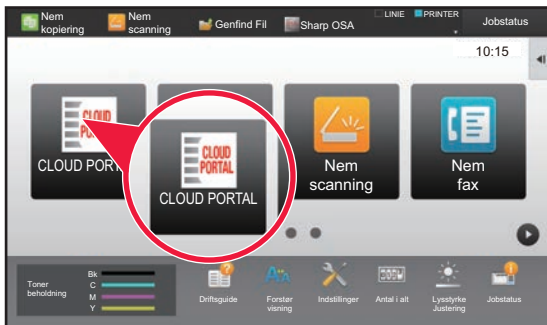 Nem kopiering
Nem scanning
Genfind Fil
Sharp OSA
LINIE
PRINTER
Jobstatus
10:15
CLOUD PORTAL
CLOUD PORT
CLOUD PORTAL
CLOUD PORTAL
Nem
scanning
Nem
fax
Toner
beholdning
Bk
C
M
Y
Driftsguide
Forstør
visning
Indstillinger
Antal i alt
Lysstyrke
Justering
Jobstatus